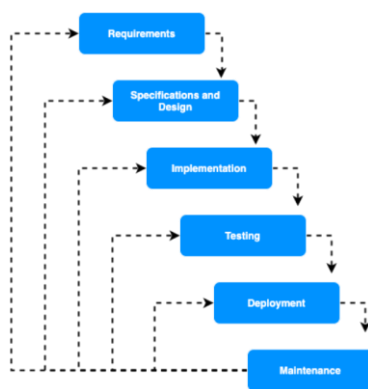 Requirements
Specifications and
Design
Implementation
Testing
Deployment
Maintenance